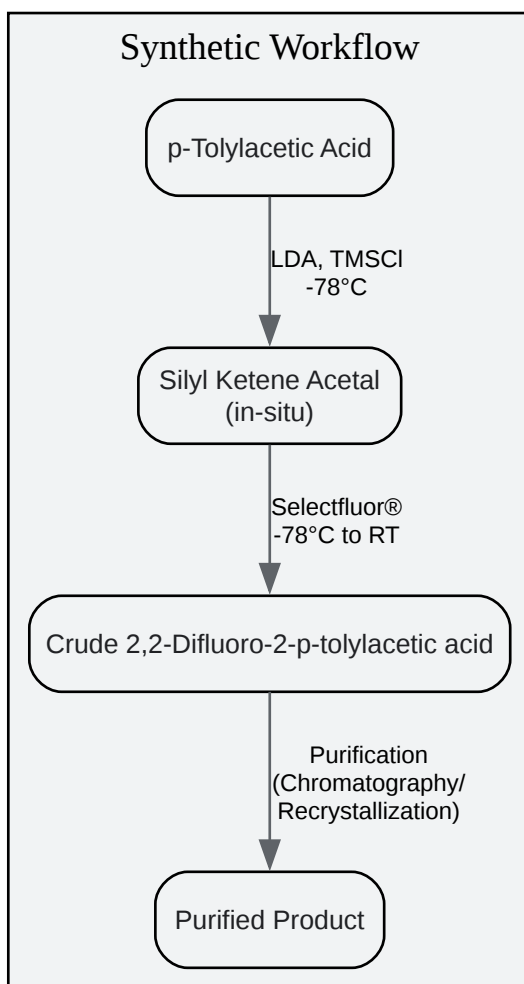 Synthetic Workflow
p-Tolylacetic Acid
LDA, TMSCl
-78°C
Silyl Ketene Acetal
(in-situ)
Selectfluor®
-78°C to RT
Crude 2,2-Difluoro-2-p-tolylacetic acid
Purification
(Chromatography/
Recrystallization)
Purified Product